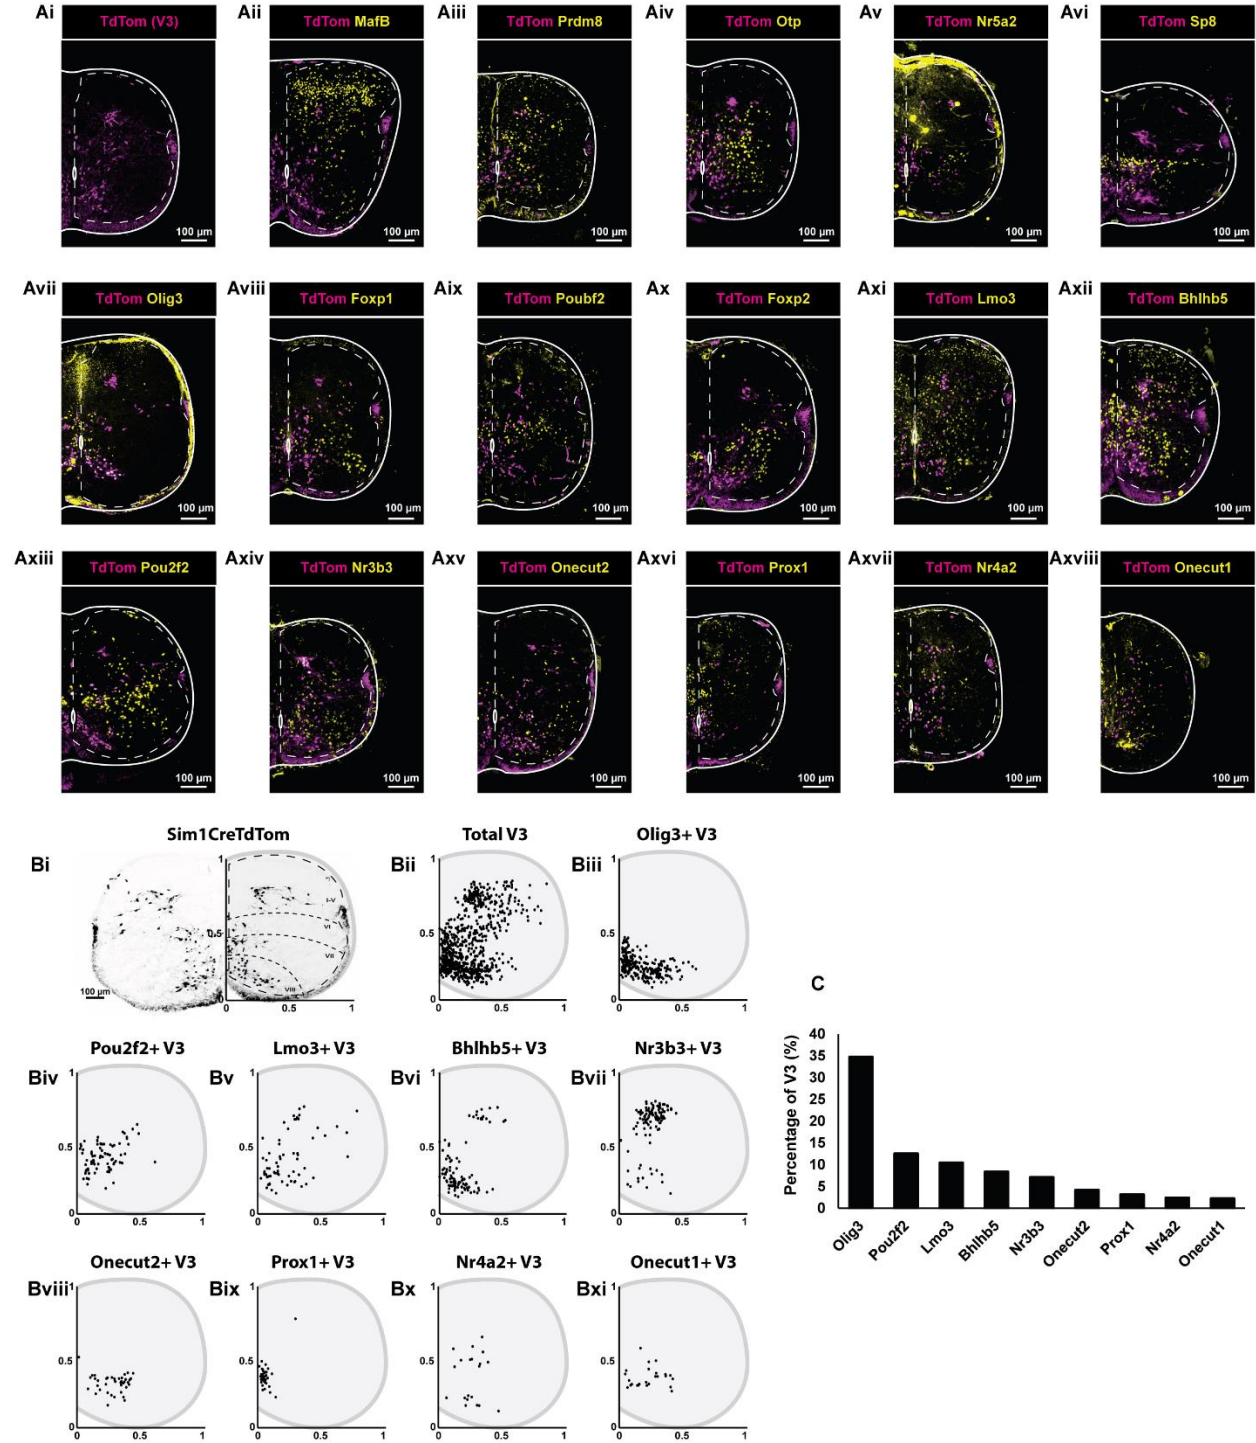 Ai TdTom (V3)
Aii TdTom MafB
Aiii TdTom Prdm8
Aiv TdTom Otp
Av TdTom Nr5a2
Avi TdTom Sp8
100 µm
100 µm
100 µm
100 µm
100 µm
100 µm
Avii TdTom Olig3
Aviii TdTom Foxp1
Aix TdTom Poubf2
Ax TdTom Foxp2
Axi TdTom Lmo3
Axii TdTom Bhlhb5
100 µm
100 µm
100 µm
100 µm
100 µm
100 µm
Axiii TdTom Pou2f2
Axiv TdTom Nr3b3
Axv TdTom Onecut2
Axvi TdTom Prox1
Axvii TdTom Nr4a2
Axviii TdTom Onecut1
100 µm
100 µm
100 µm
100 µm
100 µm
100 µm
Sim1CreTdTom
Bi
1
I-V
VI
0.5
VII
VIII
100 µm
0 0.5 1
0
Total V3
Bii
1
0.5
0
0 0.5 1
Olig3+ V3
Biii
1
0.5
0
0 0.5 1
Pou2f2+ V3
Biv
1
0.5
0
0 0.5 1
Lmo3+ V3
Bv
1
0.5
0
0 0.5 1
Bhlhb5+ V3
Bvi
1
0.5
0
0 0.5 1
Nr3b3+ V3
Bvii
1
0.5
0
0 0.5 1
Onecut2+ V3
Bviii
1
0.5
0
0 0.5 1
Prox1+ V3
Bix
1
0.5
0
0 0.5 1
Nr4a2+ V3
Bx
1
0.5
0
0 0.5 1
Onecut1+ V3
Bxi
1
0.5
0
0 0.5 1
C
Percentage of V3 (%)
40
35
30
25
20
15
10
5
0
Olig3
Pou2f2
Lmo3
Bhlhb5
Nr3b3
Onecut2
Prox1
Nr4a2
Onecut1